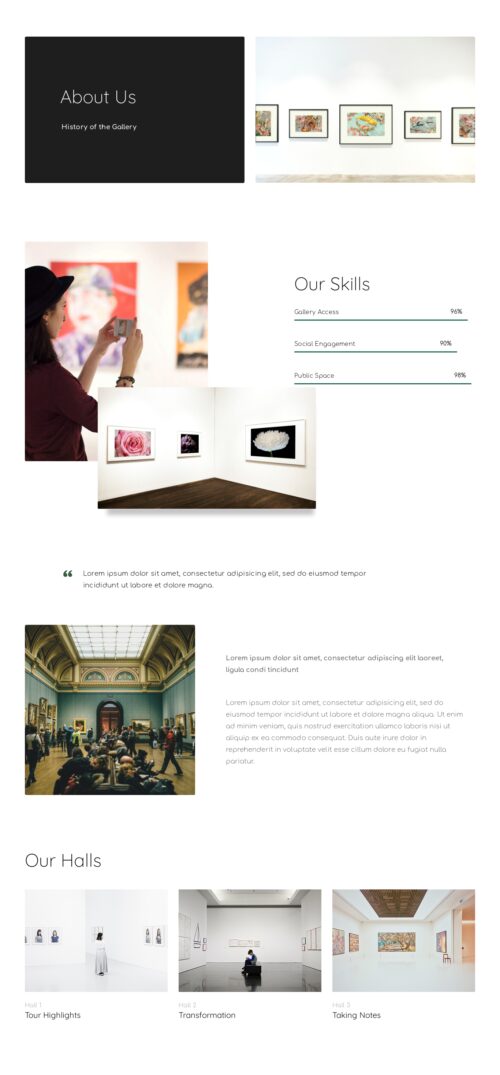 About Us
History of the Gallery
Our Skills
Gallery Access 96%
Social Engagement 90%
Public Space 98%
❝ Lorem ipsum dolor sit amet, consectetur adipisicing elit, sed do eiusmod tempor
incididunt ut labore et dolore magna.
Lorem ipsum dolor sit amet, consectetur adipiscing elit laoreet,
ligula condi tincidunt
Lorem ipsum dolor sit amet, consectetur adipisicing elit, sed do
eiusmod tempor incididunt ut labore et dolore magna aliqua. Ut enim
ad minim veniam, quis nostrud exercitation ullamco laboris nisi ut
aliquip ex ea commodo consequat. Duis aute irure dolor in
reprehenderit in voluptate velit esse cillum dolore eu fugiat nulla
pariatur.
Our Halls
Hall 1
Tour Highlights
Hall 2
Transformation
Hall 3
Taking Notes